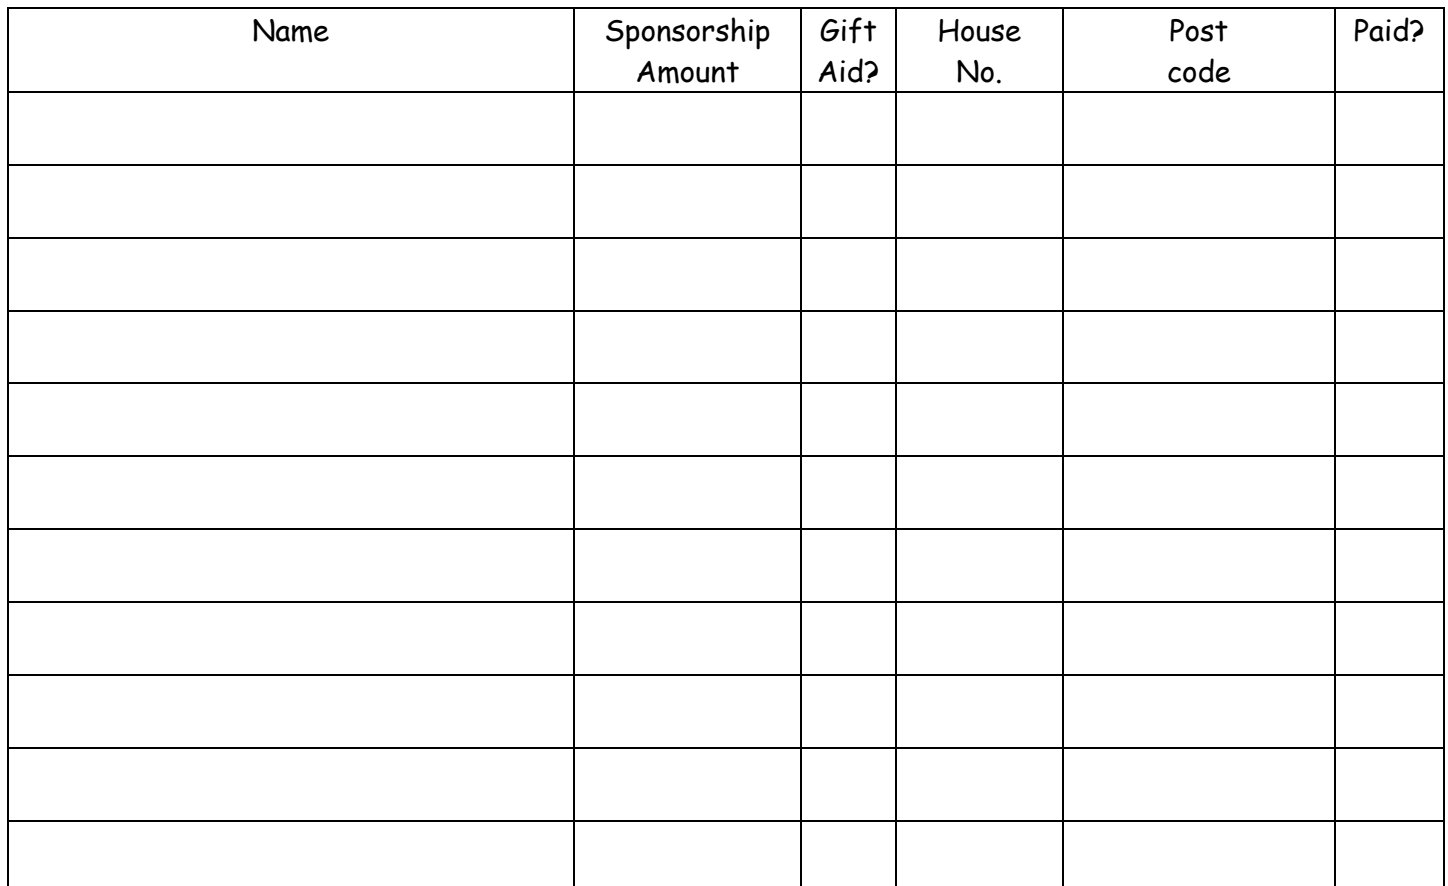 Name
Sponsorship
Amount
Gift
Aid?
House
No.
Post
code
Paid?